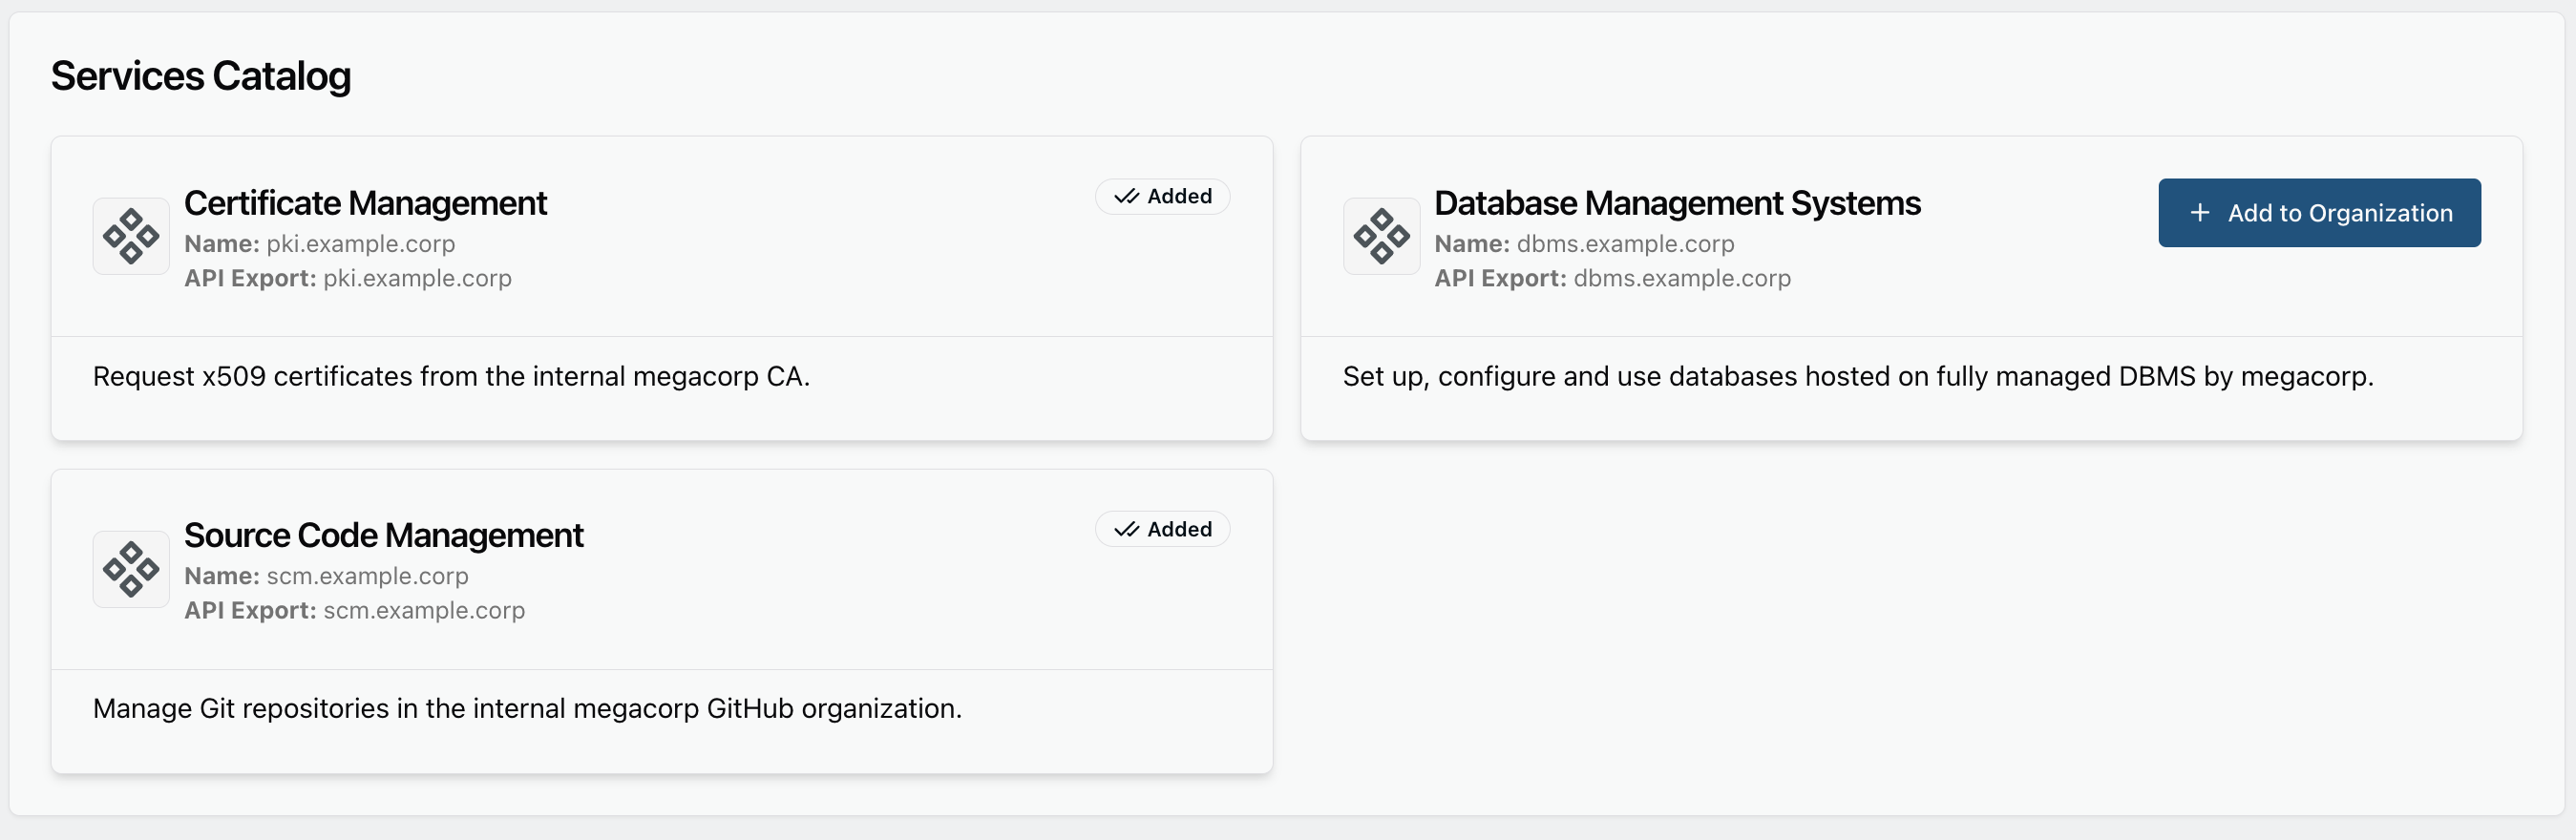 Services Catalog
Certificate Management
Added
Name: pki.example.corp
API Export: pki.example.corp
Request x509 certificates from the internal megacorp CA.
Database Management Systems
+ Add to Organization
Name: dbms.example.corp
API Export: dbms.example.corp
Set up, configure and use databases hosted on fully managed DBMS by megacorp.
Source Code Management
Added
Name: scm.example.corp
API Export: scm.example.corp
Manage Git repositories in the internal megacorp GitHub organization.